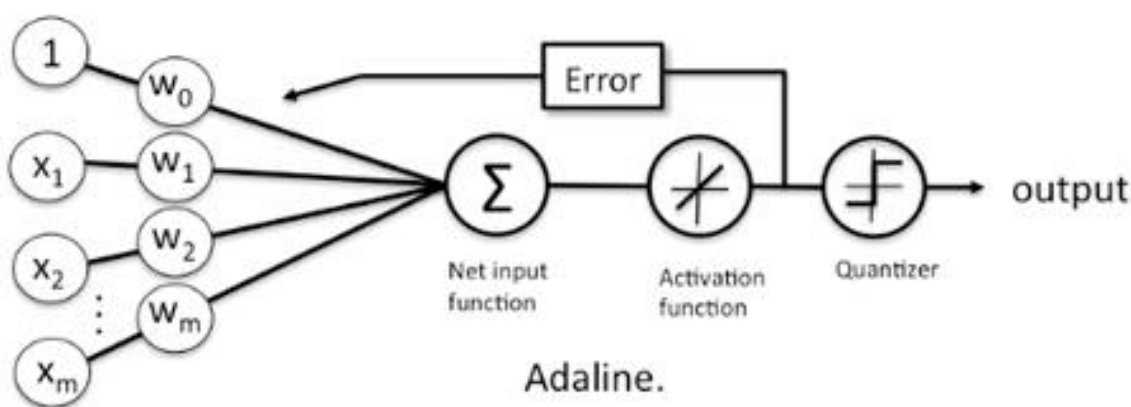 1
w0
Error
x1
w1
Σ
output
x2
w2
Net input
function
Activation
function
Quantizer
wm
xm
Adaline.